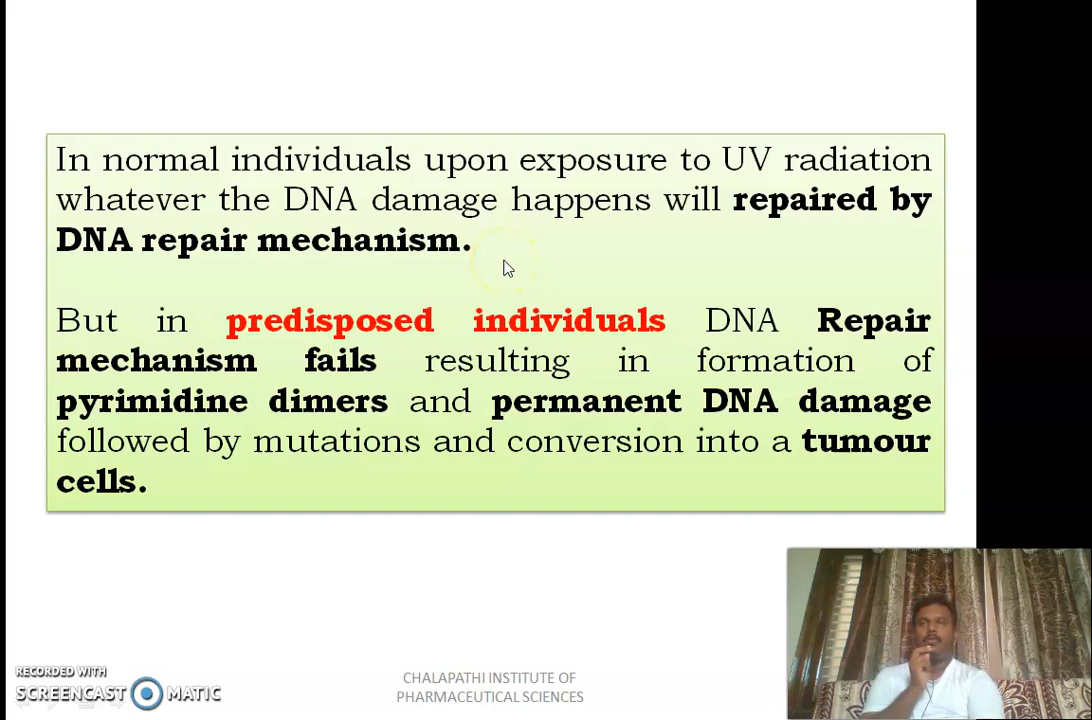 In normal individuals upon exposure to UV radiation
whatever the DNA damage happens will repaired by
DNA repair mechanism.
But in predisposed individuals DNA Repair
mechanism fails resulting in formation of
pyrimidine dimers and permanent DNA damage
followed by mutations and conversion into a tumour
cells.
RECORDED WITH
SCREENCAST MATIC
CHALAPATHI INSTITUTE OF
PHARMACEUTICAL SCIENCES